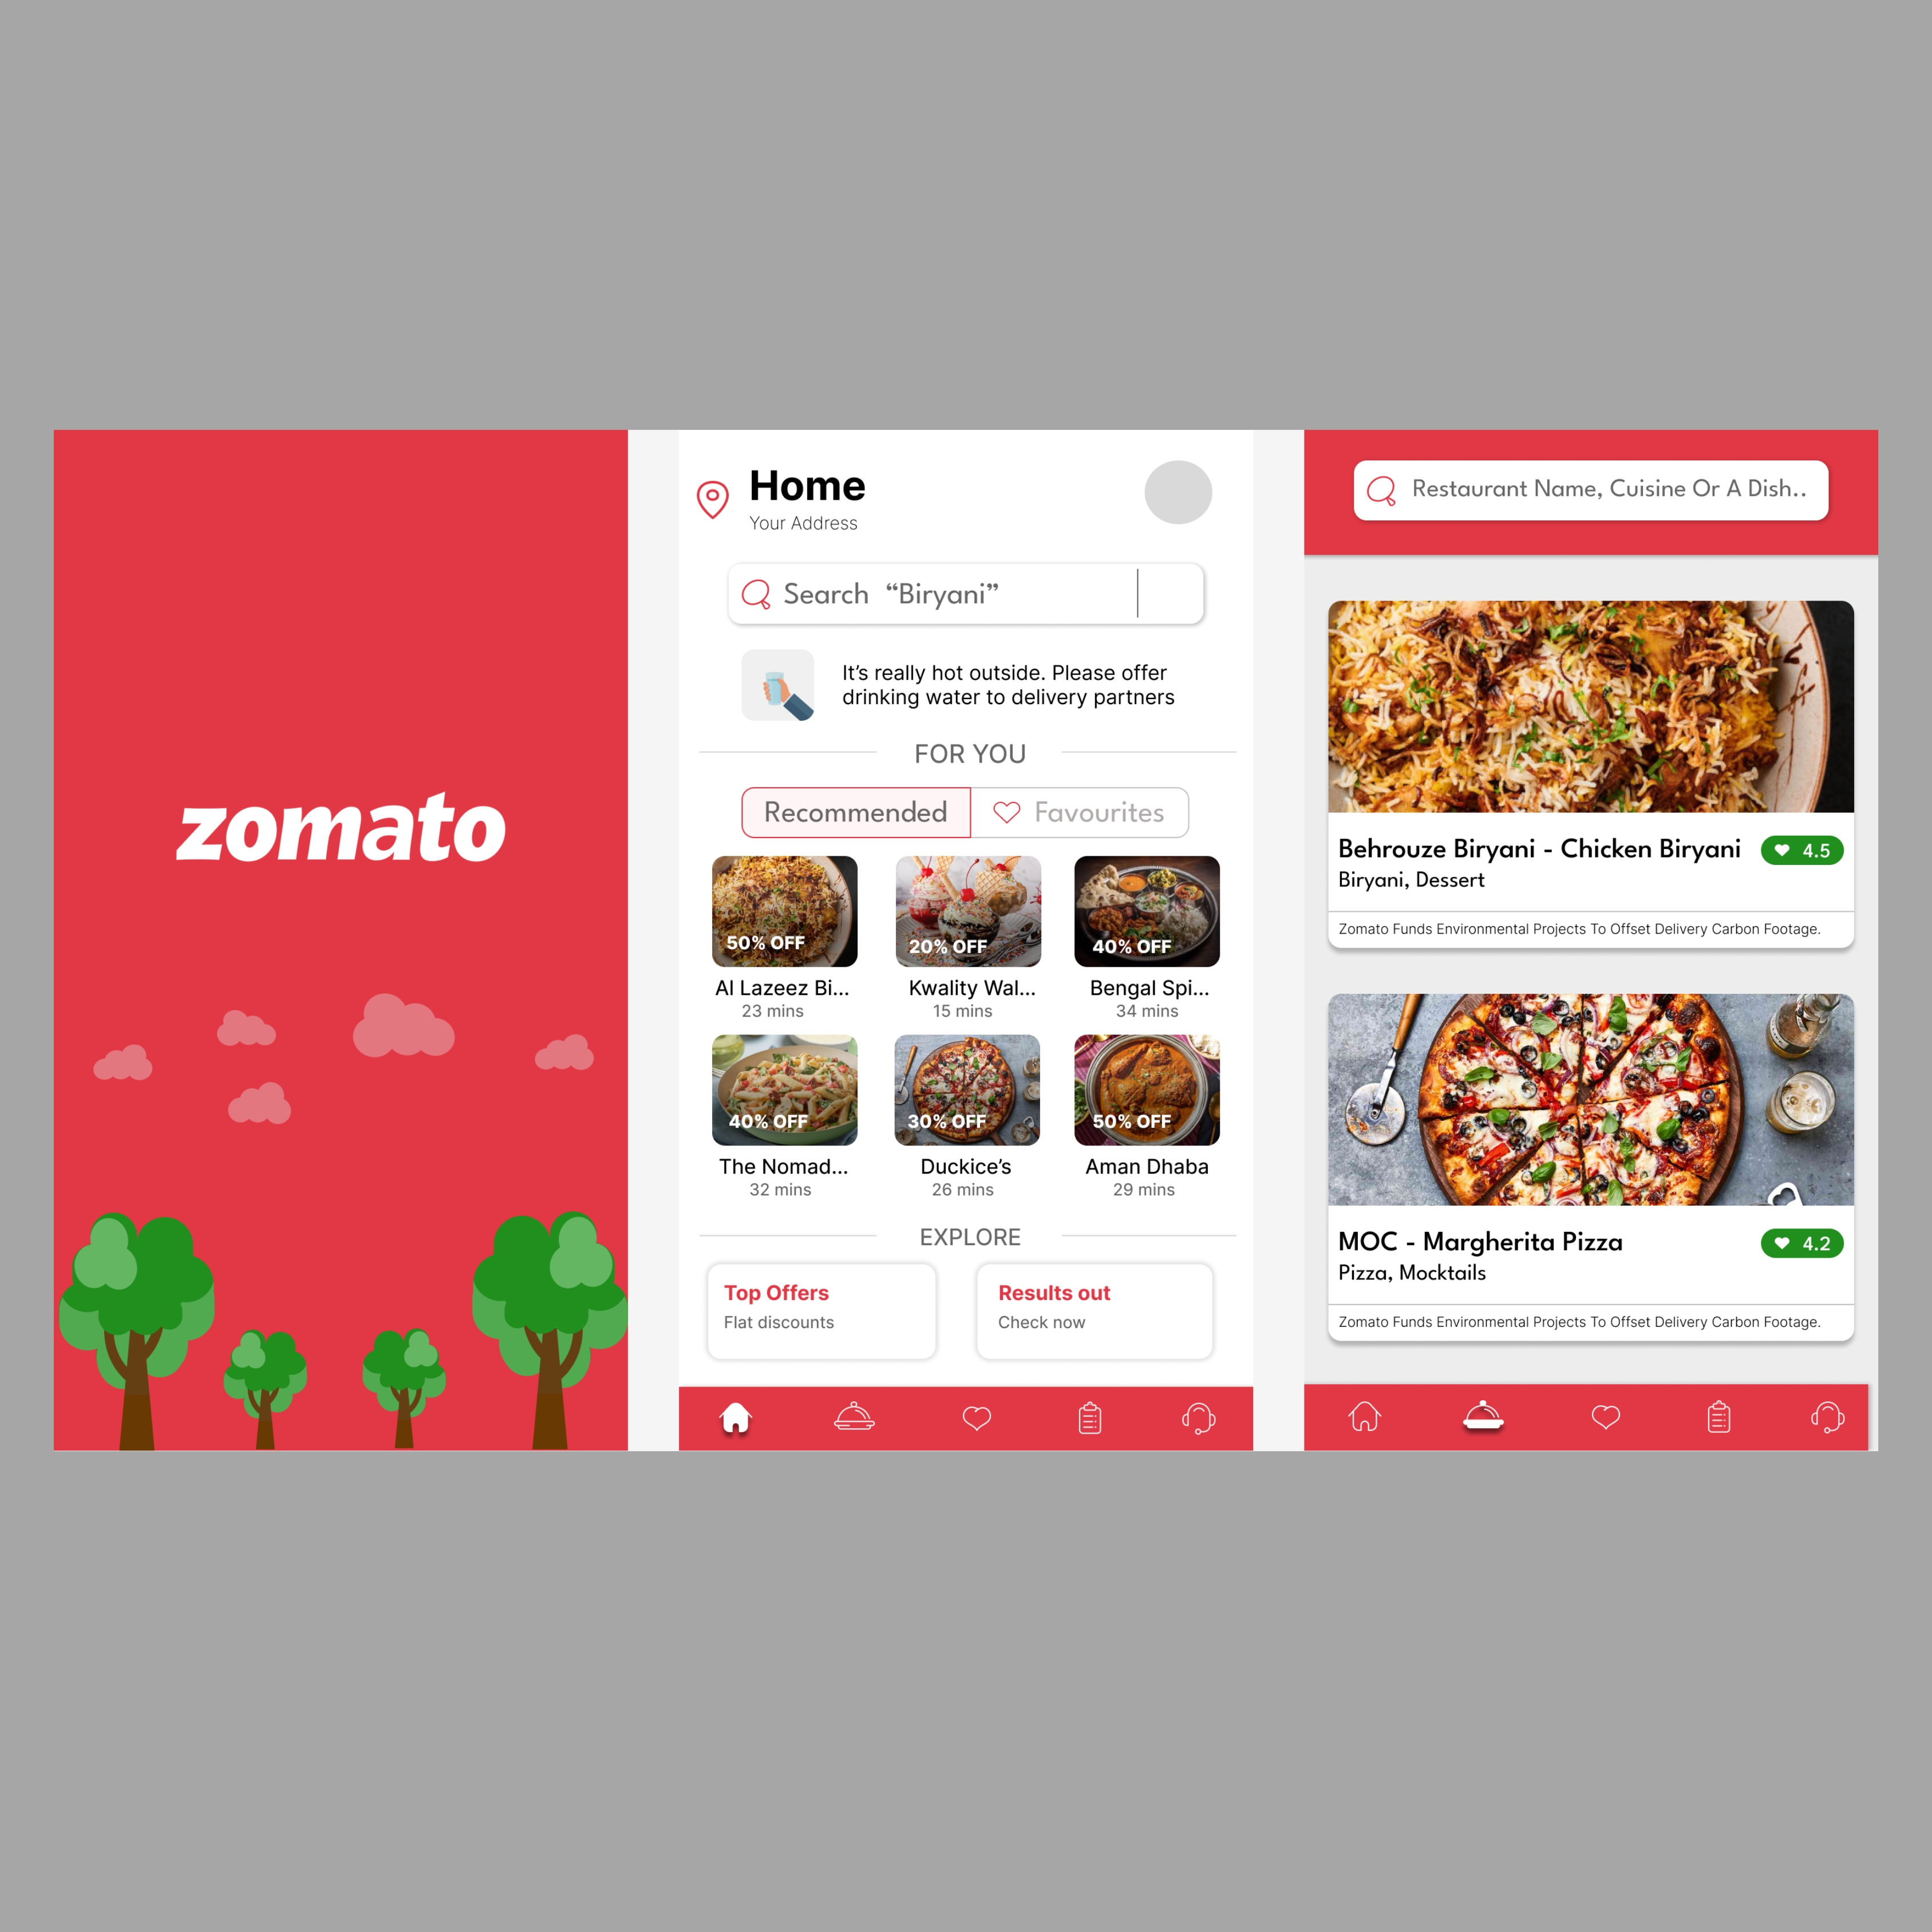 zomato
Home
Your Address
Search “Biryani”
It’s really hot outside. Please offer
drinking water to delivery partners
FOR YOU
Recommended
Favourites
50% OFF
20% OFF
40% OFF
Al Lazeez Bi...
Kwality Wal...
Bengal Spi...
23 mins
15 mins
34 mins
40% OFF
30% OFF
50% OFF
The Nomad...
Duckice’s
Aman Dhaba
32 mins
26 mins
29 mins
EXPLORE
Top Offers
Flat discounts
Results out
Check now
Restaurant Name, Cuisine Or A Dish..
Behrouze Biryani - Chicken Biryani
4.5
Biryani, Dessert
Zomato Funds Environmental Projects To Offset Delivery Carbon Footage.
MOC - Margherita Pizza
4.2
Pizza, Mocktails
Zomato Funds Environmental Projects To Offset Delivery Carbon Footage.